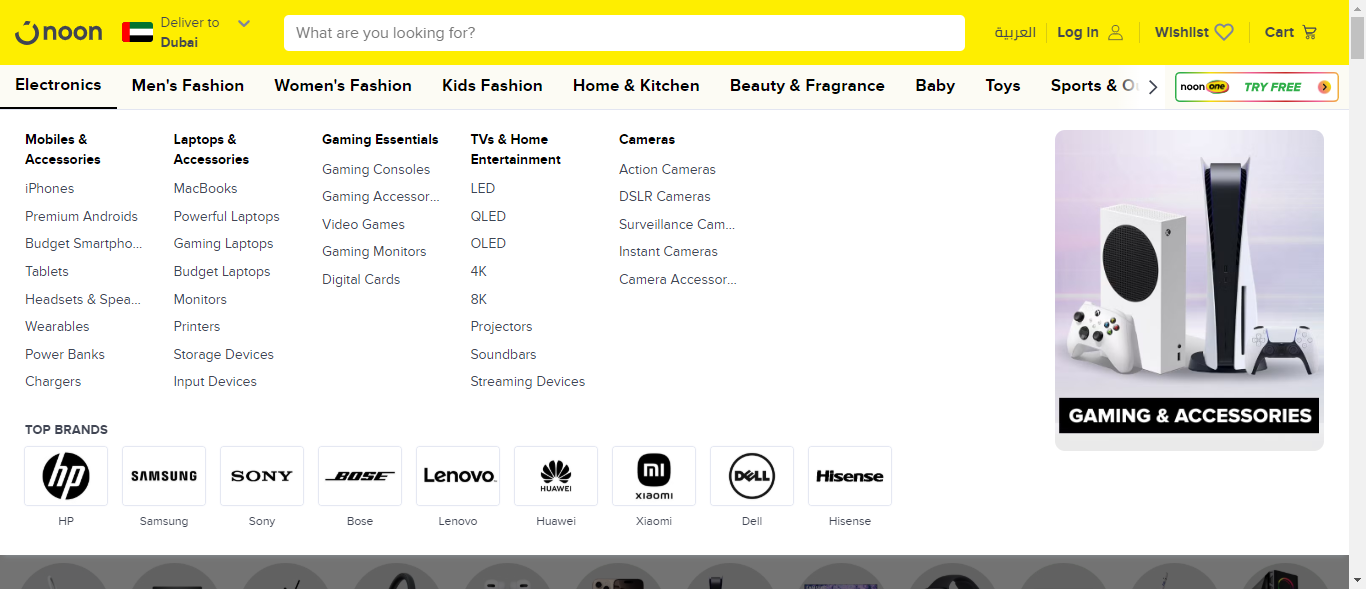 noon
Deliver to
Dubai
What are you looking for?
العربية
Log In
Wishlist
Cart
Electronics
Men's Fashion
Women's Fashion
Kids Fashion
Home & Kitchen
Beauty & Fragrance
Baby
Toys
Sports & O
noon one TRY FREE
Mobiles &
Accessories
iPhones
Premium Androids
Budget Smartpho...
Tablets
Headsets & Spea...
Wearables
Power Banks
Chargers
Laptops &
Accessories
MacBooks
Powerful Laptops
Gaming Laptops
Budget Laptops
Monitors
Printers
Storage Devices
Input Devices
Gaming Essentials
Gaming Consoles
Gaming Accessor...
Video Games
Gaming Monitors
Digital Cards
TVs & Home
Entertainment
LED
QLED
OLED
4K
8K
Projectors
Soundbars
Streaming Devices
Cameras
Action Cameras
DSLR Cameras
Surveillance Cam...
Instant Cameras
Camera Accessor...
GAMING & ACCESSORIES
TOP BRANDS
hp
SAMSUNG
SONY
BOSE
Lenovo
HUAWEI
mi
xiaomi
DELL
Hisense
HP
Samsung
Sony
Bose
Lenovo
Huawei
Xiaomi
Dell
Hisense